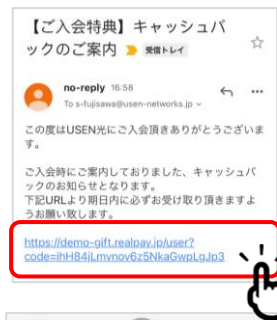 【ご入会特典】キャッシュバ
ックのご案内 受信トレイ
no-reply 16:58
To s-fujisawa@usen-networks.jp
この度はUSEN光にご入会頂きありがとうございま
す。
ご入会時にご案内しておりました、キャッシュバ
ックのお知らせとなります。
下記URLより期日内に必ずお受け取り頂きますよ
うお願い致します。
https://demo-gift.realpay.jp/user?
code=ihH84jLmvnov6z5NkaGwpLgJp3